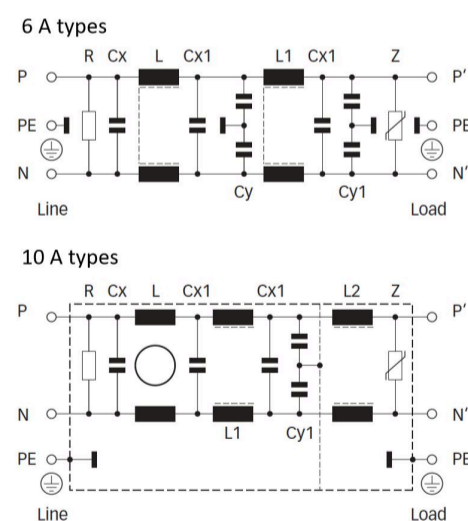 6 A types
R Cx L Cx1 L1 Cx1 Z
P P'
PE PE
N N'
Cy Cy1
Line Load
10 A types
R Cx L Cx1 Cx1 L2 Z
P P'
N N'
L1 Cy1
PE PE
Line Load